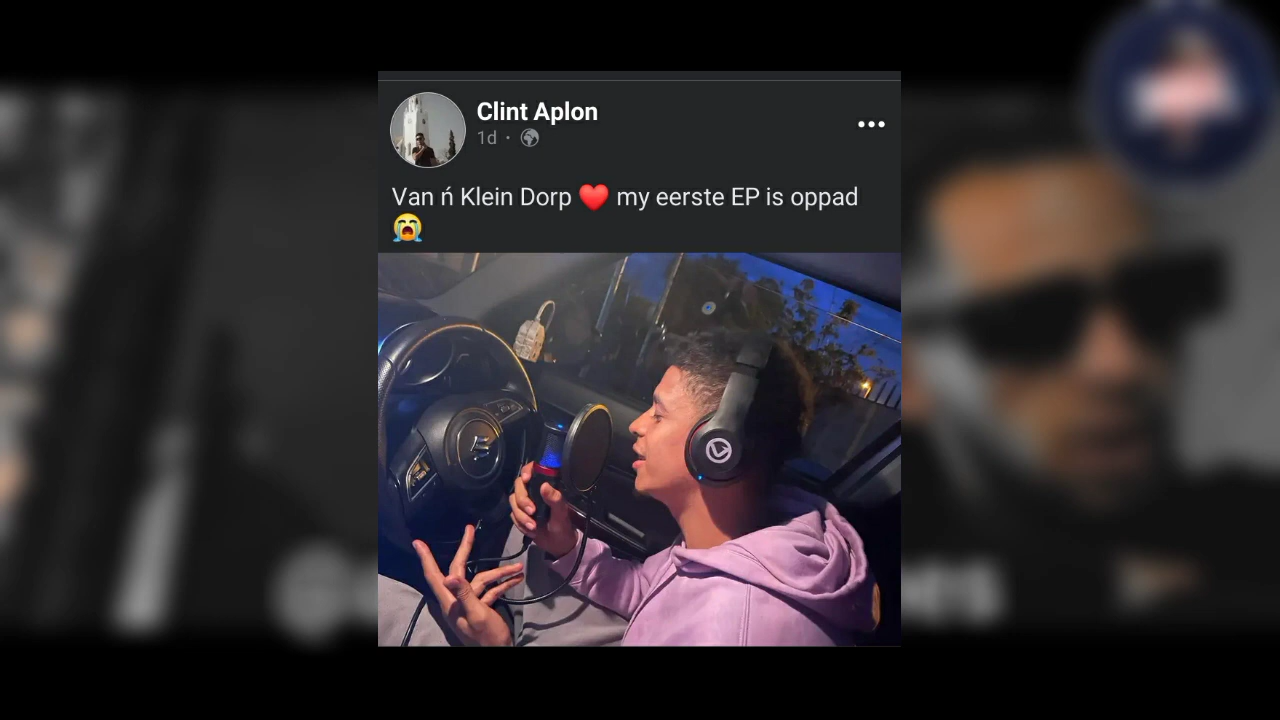 Clint Aplon
1d ·
Van ń Klein Dorp ❤️ my eerste EP is oppad
😭